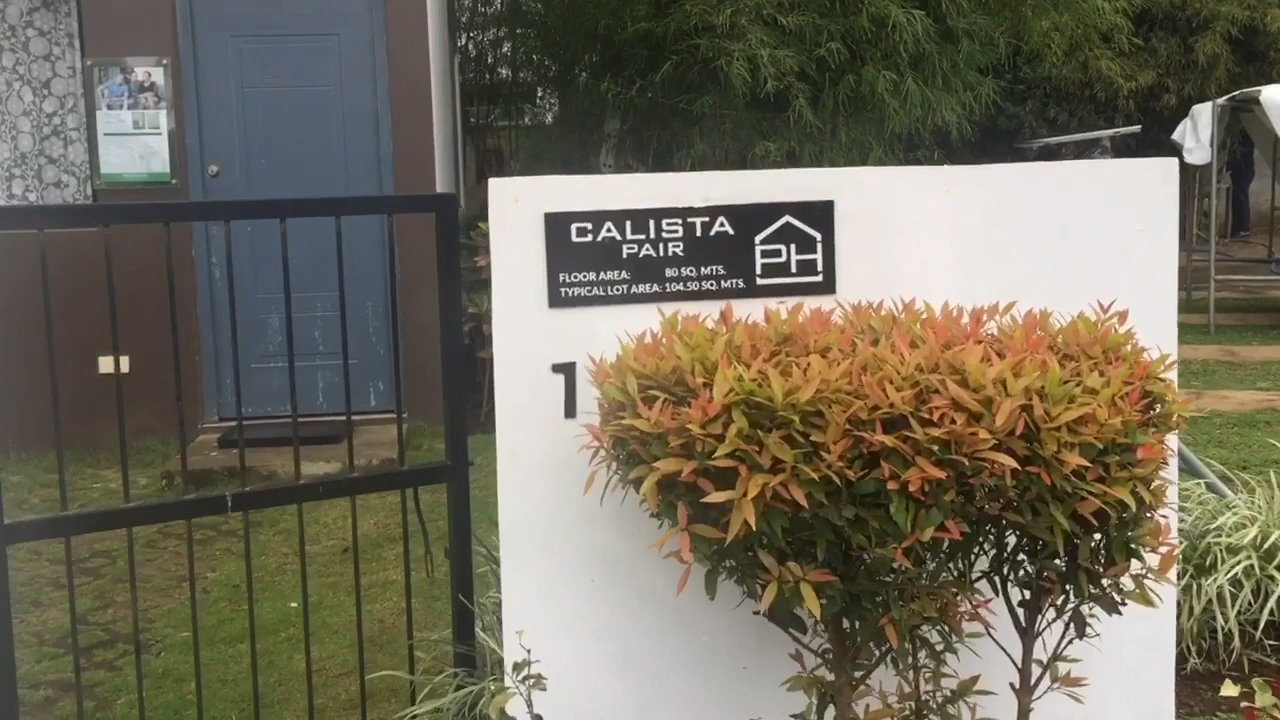 CALISTA
PAIR
FLOOR AREA: 80 SQ. MTS.
TYPICAL LOT AREA: 104.50 SQ. MTS.
PH
1